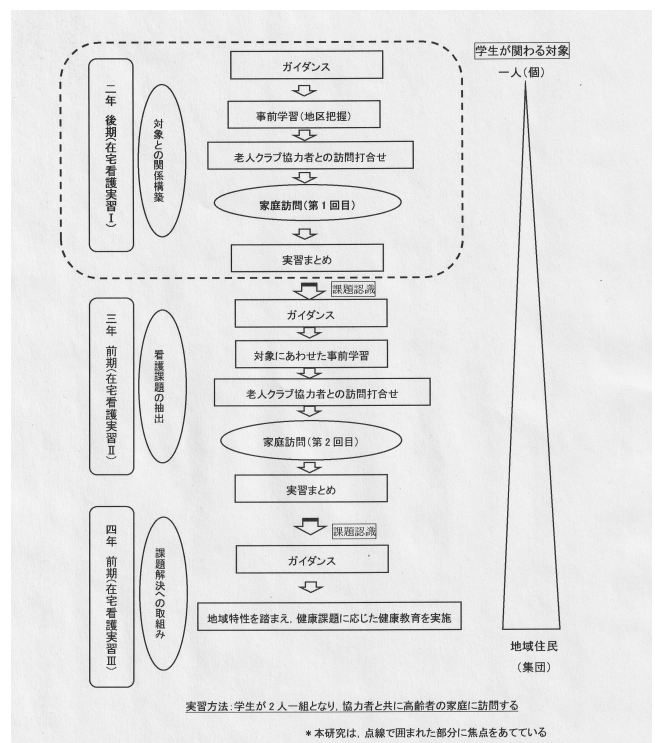 学生が関わる対象
一人(個)
二年 後期(在宅看護実習Ⅰ)
対象との関係構築
ガイダンス
事前学習(地区把握)
老人クラブ協力者との訪問打合せ
家庭訪問(第1回目)
実習まとめ
課題認識
三年 前期(在宅看護実習Ⅱ)
看護課題の抽出
ガイダンス
対象にあわせた事前学習
老人クラブ協力者との訪問打合せ
家庭訪問(第2回目)
実習まとめ
課題認識
四年 前期(在宅看護実習Ⅲ)
課題解決への取組み
ガイダンス
地域特性を踏まえ,健康課題に応じた健康教育を実施
地域住民
(集団)
実習方法:学生が2人一組となり,協力者と共に高齢者の家庭に訪問する
*本研究は,点線で囲まれた部分に焦点をあてている